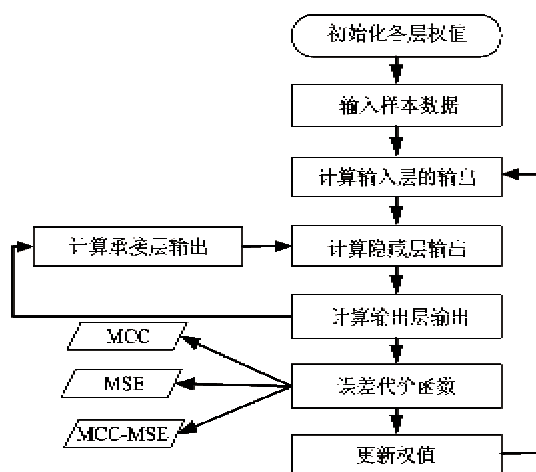 初始化各层权值
输入样本数据
计算输入层的输出
计算承接层输出
计算隐藏层输出
计算输出层输出
MCC
误差代价函数
MSE
MCC-MSE
更新权值